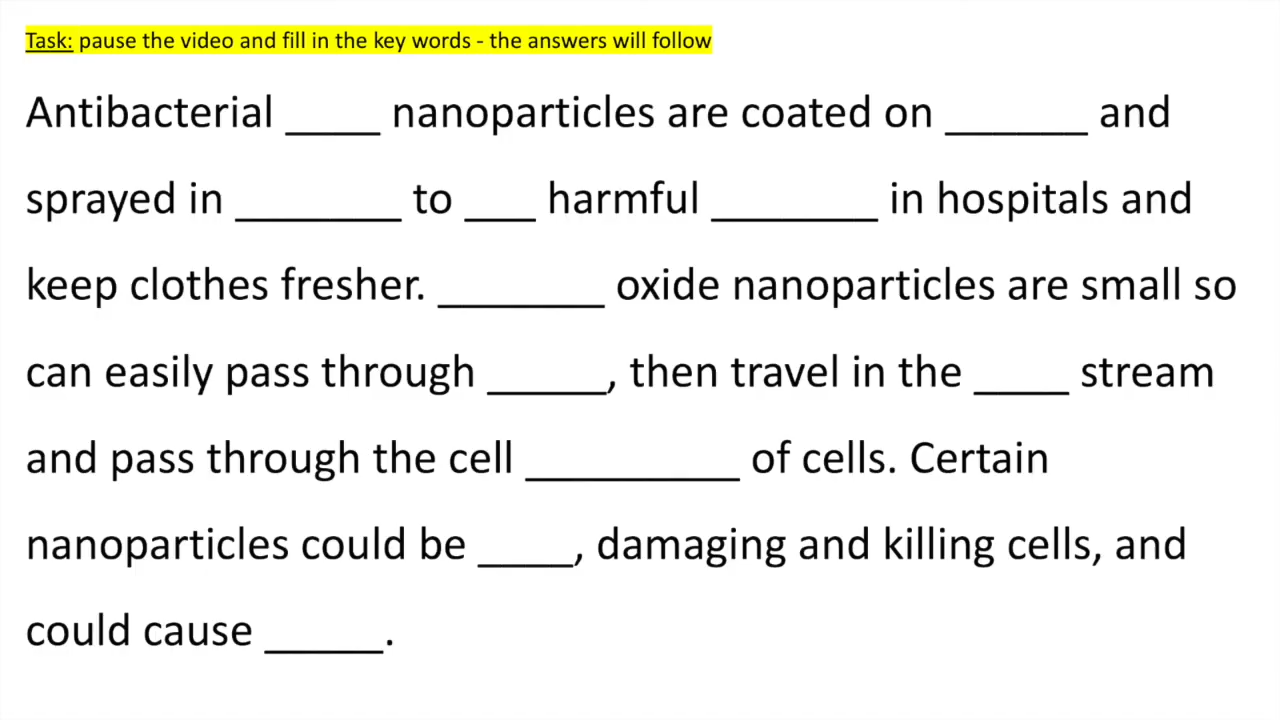 Task: pause the video and fill in the key words - the answers will follow
Antibacterial ____ nanoparticles are coated on ______ and
sprayed in _______ to ___ harmful _______ in hospitals and
keep clothes fresher. _______ oxide nanoparticles are small so
can easily pass through _____, then travel in the ____ stream
and pass through the cell _________ of cells. Certain
nanoparticles could be ____, damaging and killing cells, and
could cause _____.